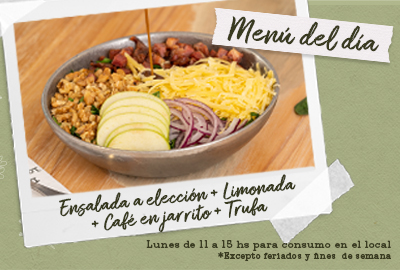 Menú del día
Ensalada a elección + Limonada
+ Café en jarrito + Trufa
Lunes de 11 a 15 hs para consumo en el local
*Excepto feriados y fines de semana